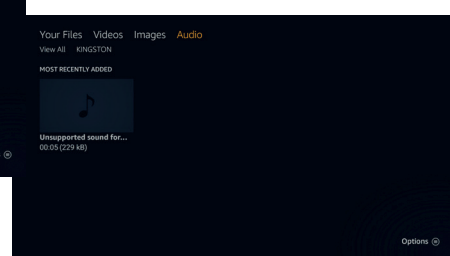 Your Files Videos Images Audio
View All KINGSTON
MOST RECENTLY ADDED
Unsupported sound for...
00:05 (229 kB)
Options